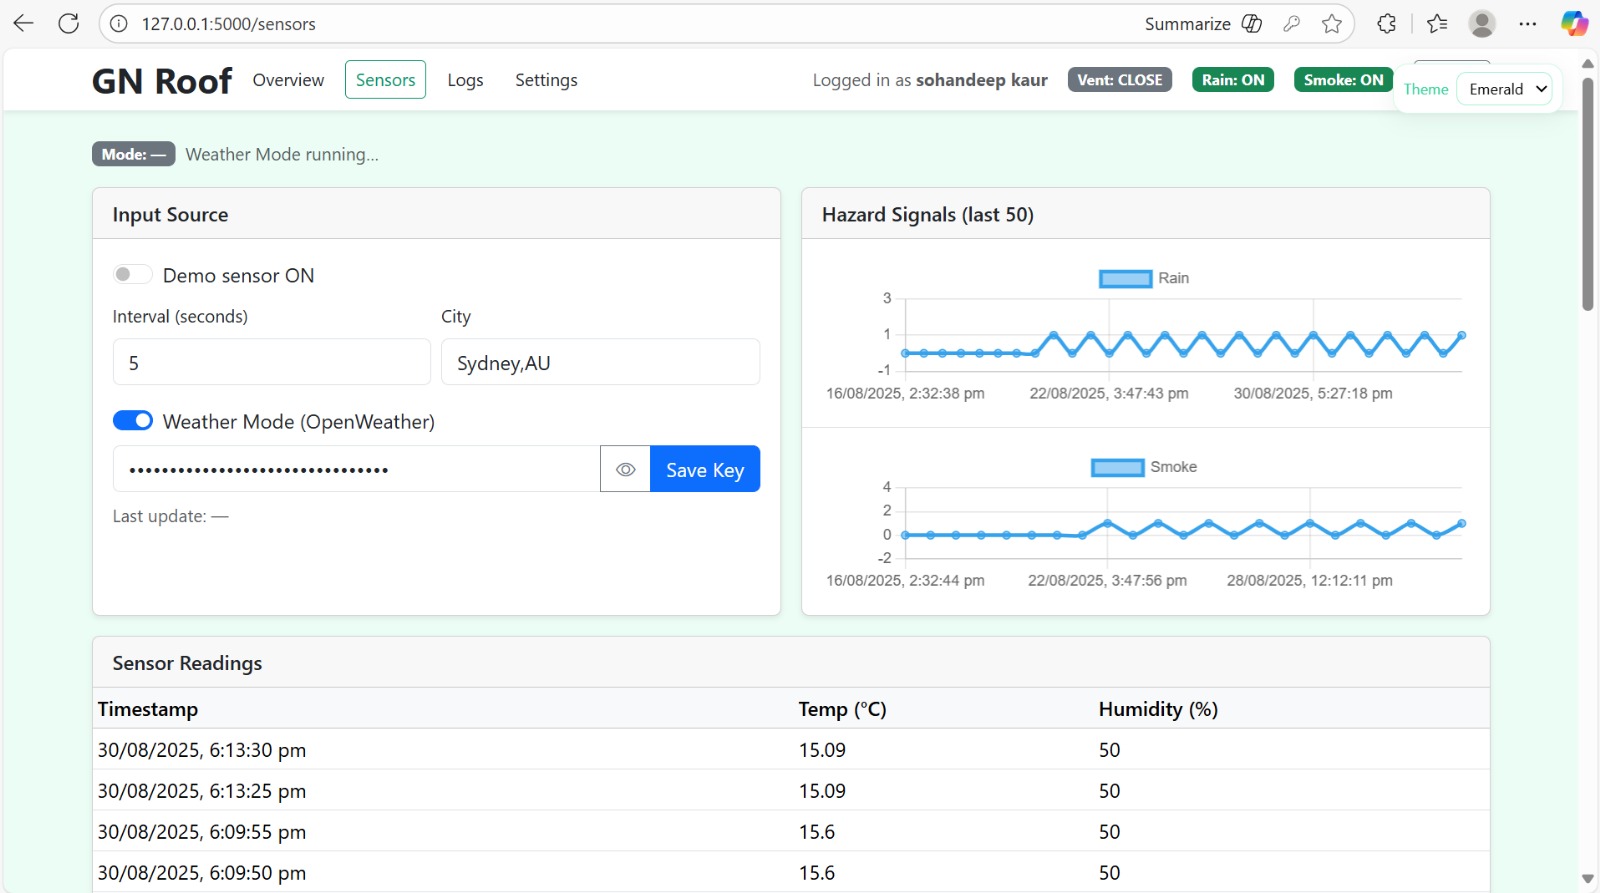 127.0.0.1:5000/sensors
Summarize
GN Roof Overview Sensors Logs Settings Logged in as sohandeep kaur Vent: CLOSE Rain: ON Smoke: ON Theme Emerald
Mode: — Weather Mode running...
Input Source
Demo sensor ON
Interval (seconds) City
5 Sydney,AU
Weather Mode (OpenWeather)
•••••••••••••••••••••••••••••••• Save Key
Last update: —
Hazard Signals (last 50)
Rain
3
1
-1
16/08/2025, 2:32:38 pm 22/08/2025, 3:47:43 pm 30/08/2025, 5:27:18 pm
Smoke
4
2
0
-2
16/08/2025, 2:32:44 pm 22/08/2025, 3:47:56 pm 28/08/2025, 12:12:11 pm
Sensor Readings
Timestamp Temp (°C) Humidity (%)
30/08/2025, 6:13:30 pm 15.09 50
30/08/2025, 6:13:25 pm 15.09 50
30/08/2025, 6:09:55 pm 15.6 50
30/08/2025, 6:09:50 pm 15.6 50